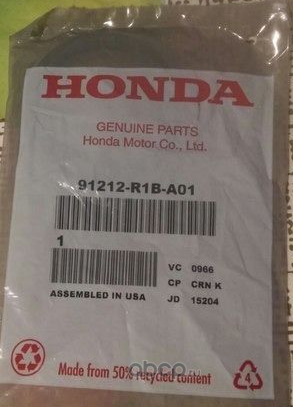 HONDA
GENUINE PARTS
Honda Motor Co., Ltd.
91212-R1B-A01
1
VC 0966
CP CRN K
ASSEMBLED IN USA
JD 15204
Made from 50% recycled content
4